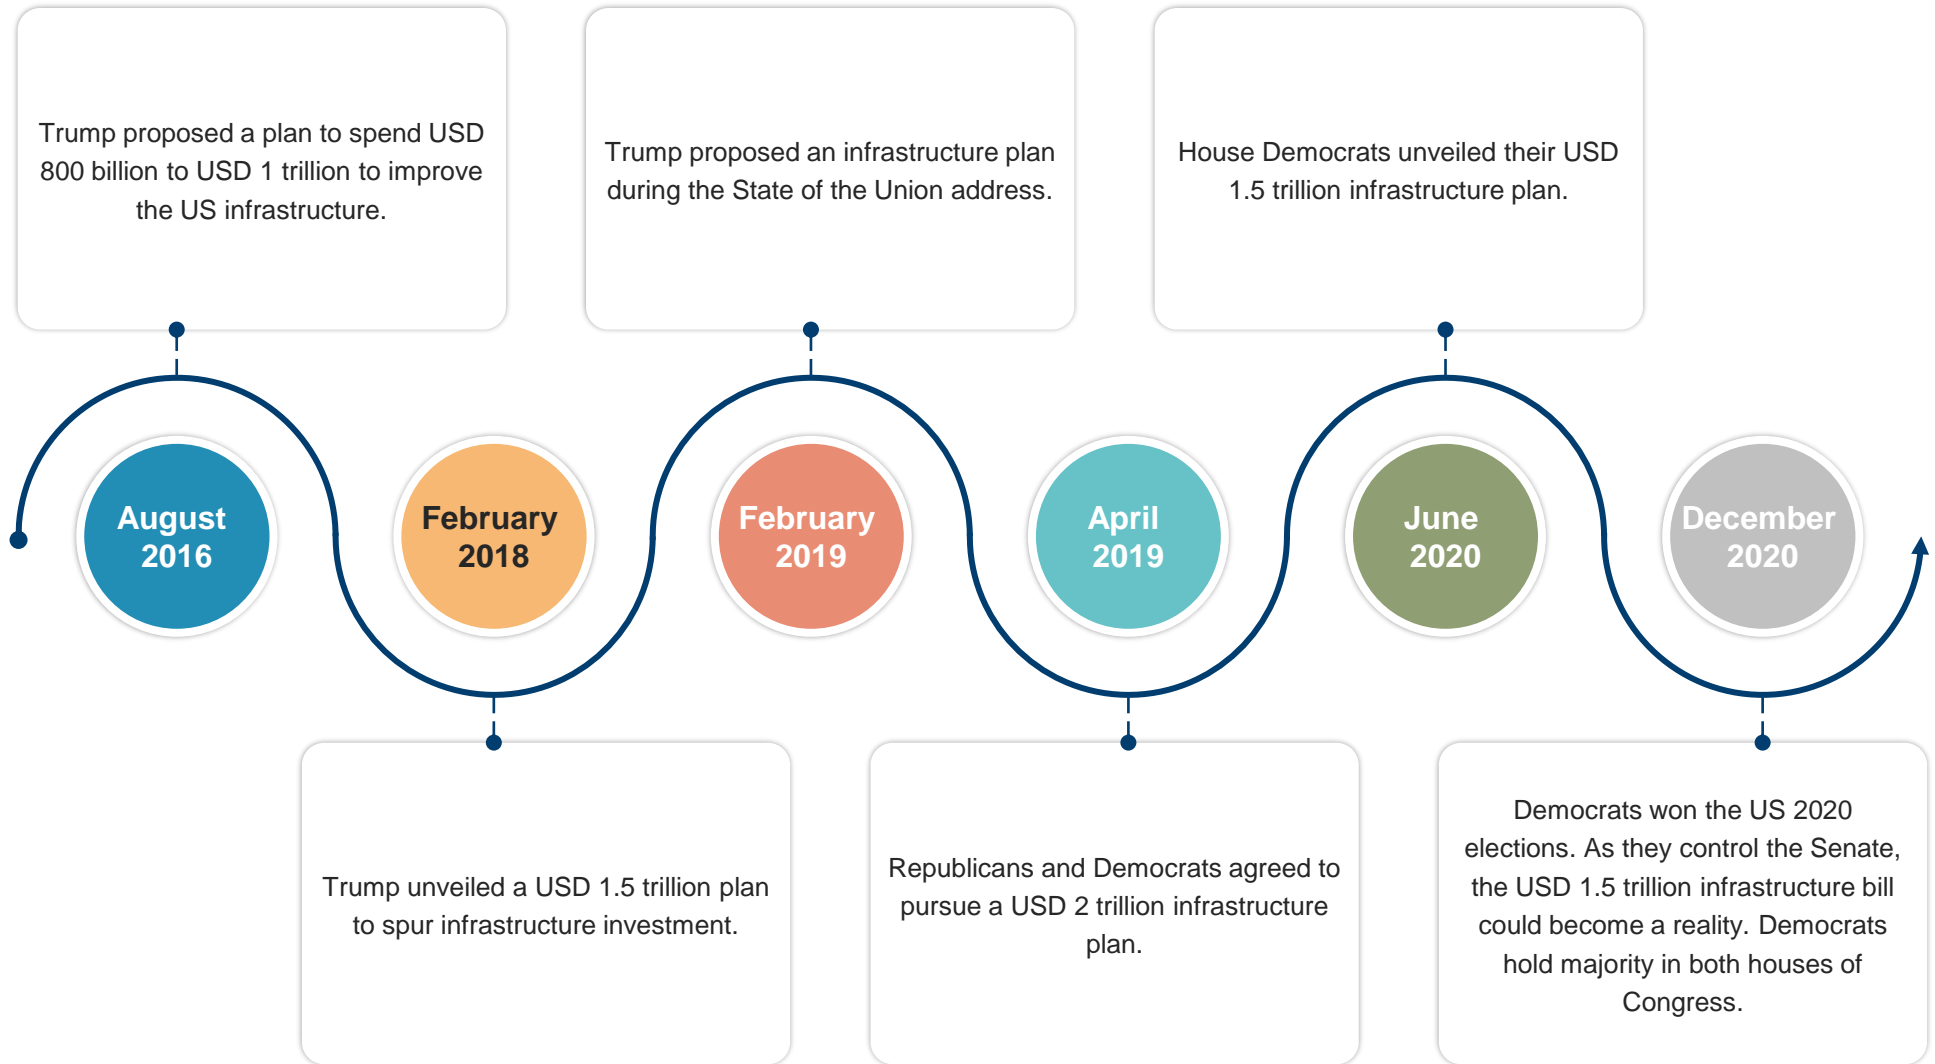 Trump proposed a plan to spend USD
800 billion to USD 1 trillion to improve
the US infrastructure.
Trump proposed an infrastructure plan
during the State of the Union address.
House Democrats unveiled their USD
1.5 trillion infrastructure plan.
August
2016
February
2018
February
2019
April
2019
June
2020
December
2020
Trump unveiled a USD 1.5 trillion plan
to spur infrastructure investment.
Republicans and Democrats agreed to
pursue a USD 2 trillion infrastructure
plan.
Democrats won the US 2020
elections. As they control the Senate,
the USD 1.5 trillion infrastructure bill
could become a reality. Democrats
hold majority in both houses of
Congress.